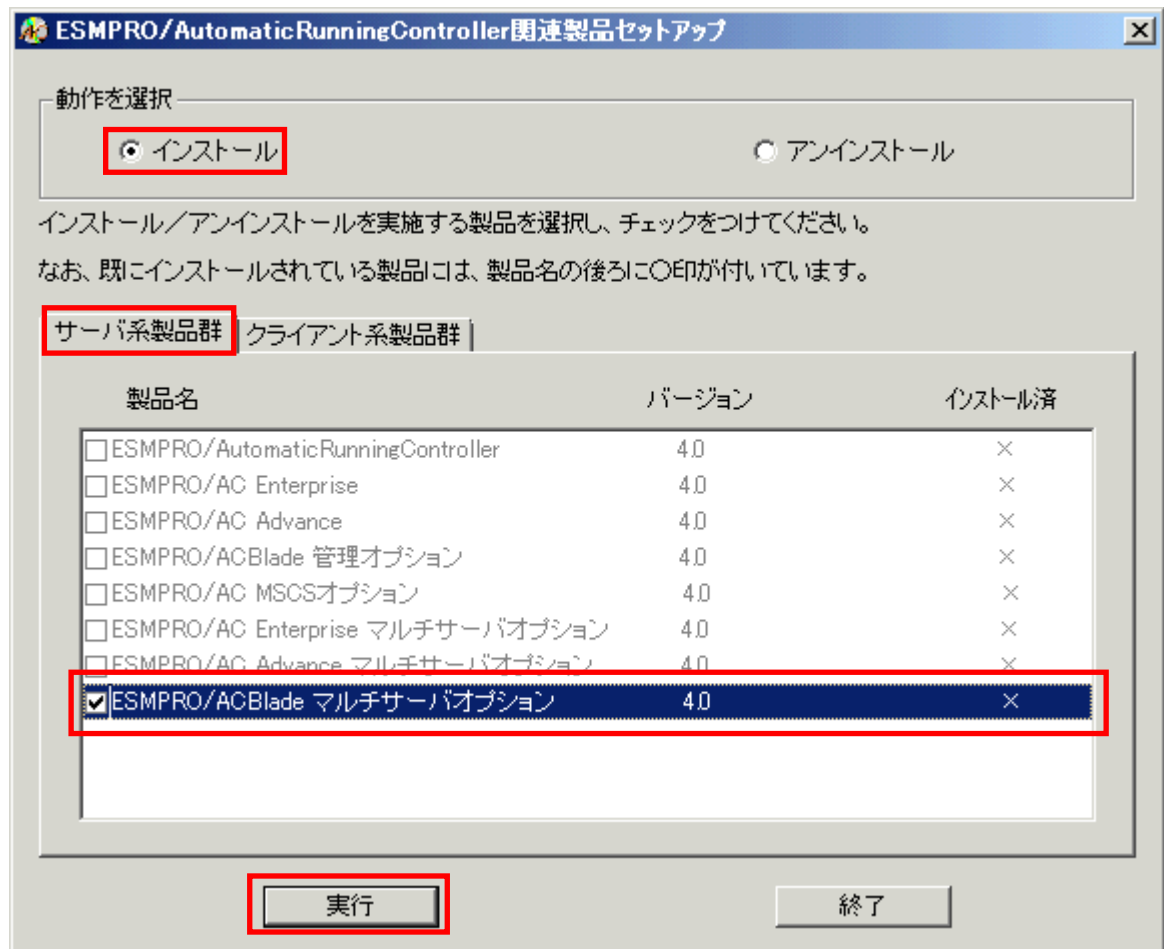 ESMPRO/AutomaticRunningController関連製品セットアップ
動作を選択
インストール アンインストール
インストール／アンインストールを実施する製品を選択し、チェックをつけてください。
なお、既にインストールされている製品には、製品名の後ろに○印が付いています。
サーバ系製品群 クライアント系製品群
製品名 バージョン インストール済
ESMPRO/AutomaticRunningController 4.0 ×
ESMPRO/AC Enterprise 4.0 ×
ESMPRO/AC Advance 4.0 ×
ESMPRO/ACBlade 管理オプション 4.0 ×
ESMPRO/AC MSCSオプション 4.0 ×
ESMPRO/AC Enterprise マルチサーバオプション 4.0 ×
ESMPRO/AC Advance マルチサーバオプション 4.0 ×
ESMPRO/ACBlade マルチサーバオプション 4.0 ×
実行 終了